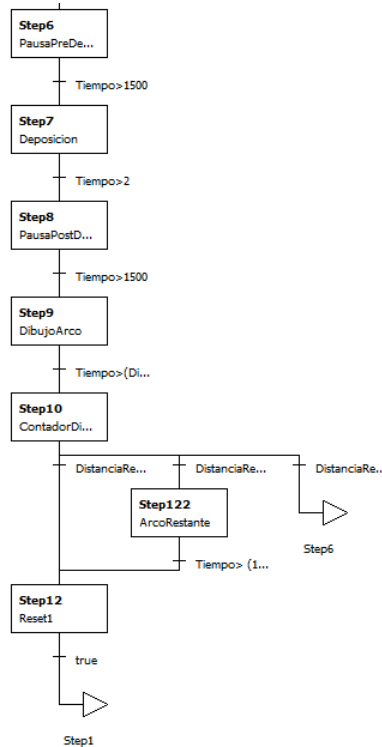 Step6
PausaPreDe...
Tiempo>1500
Step7
Deposicion
Tiempo>2
Step8
PausaPostD...
Tiempo>1500
Step9
DibujoArco
Tiempo>(Di...
Step10
ContadorDi...
DistanciaRe... DistanciaRe... DistanciaRe...
Step122
ArcoRestante
Step6
Tiempo> (1...
Step12
Reset1
true
Step1